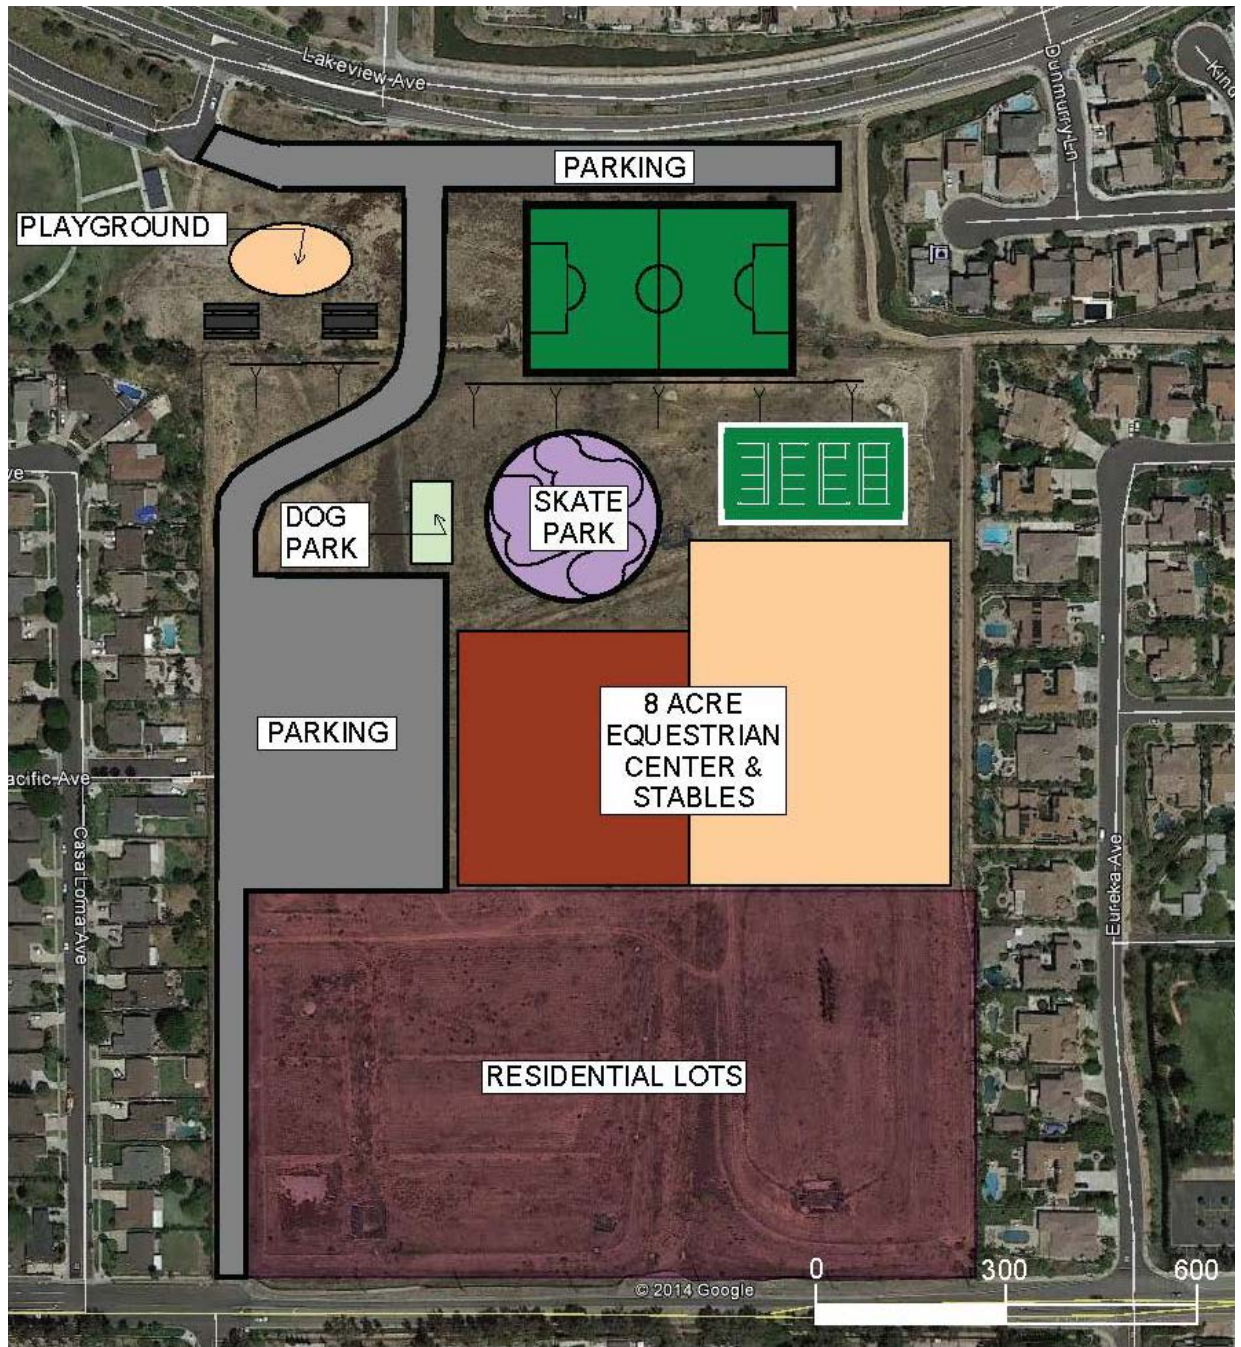 Lakeview Ave
Dunmurry Ln
PARKING
PLAYGROUND
DOG
PARK
SKATE
PARK
PARKING
8 ACRE
EQUESTRIAN
CENTER &
STABLES
acific Ave
Casa Loma Ave
Eureka Ave
RESIDENTIAL LOTS
0 300 600
© 2014 Google